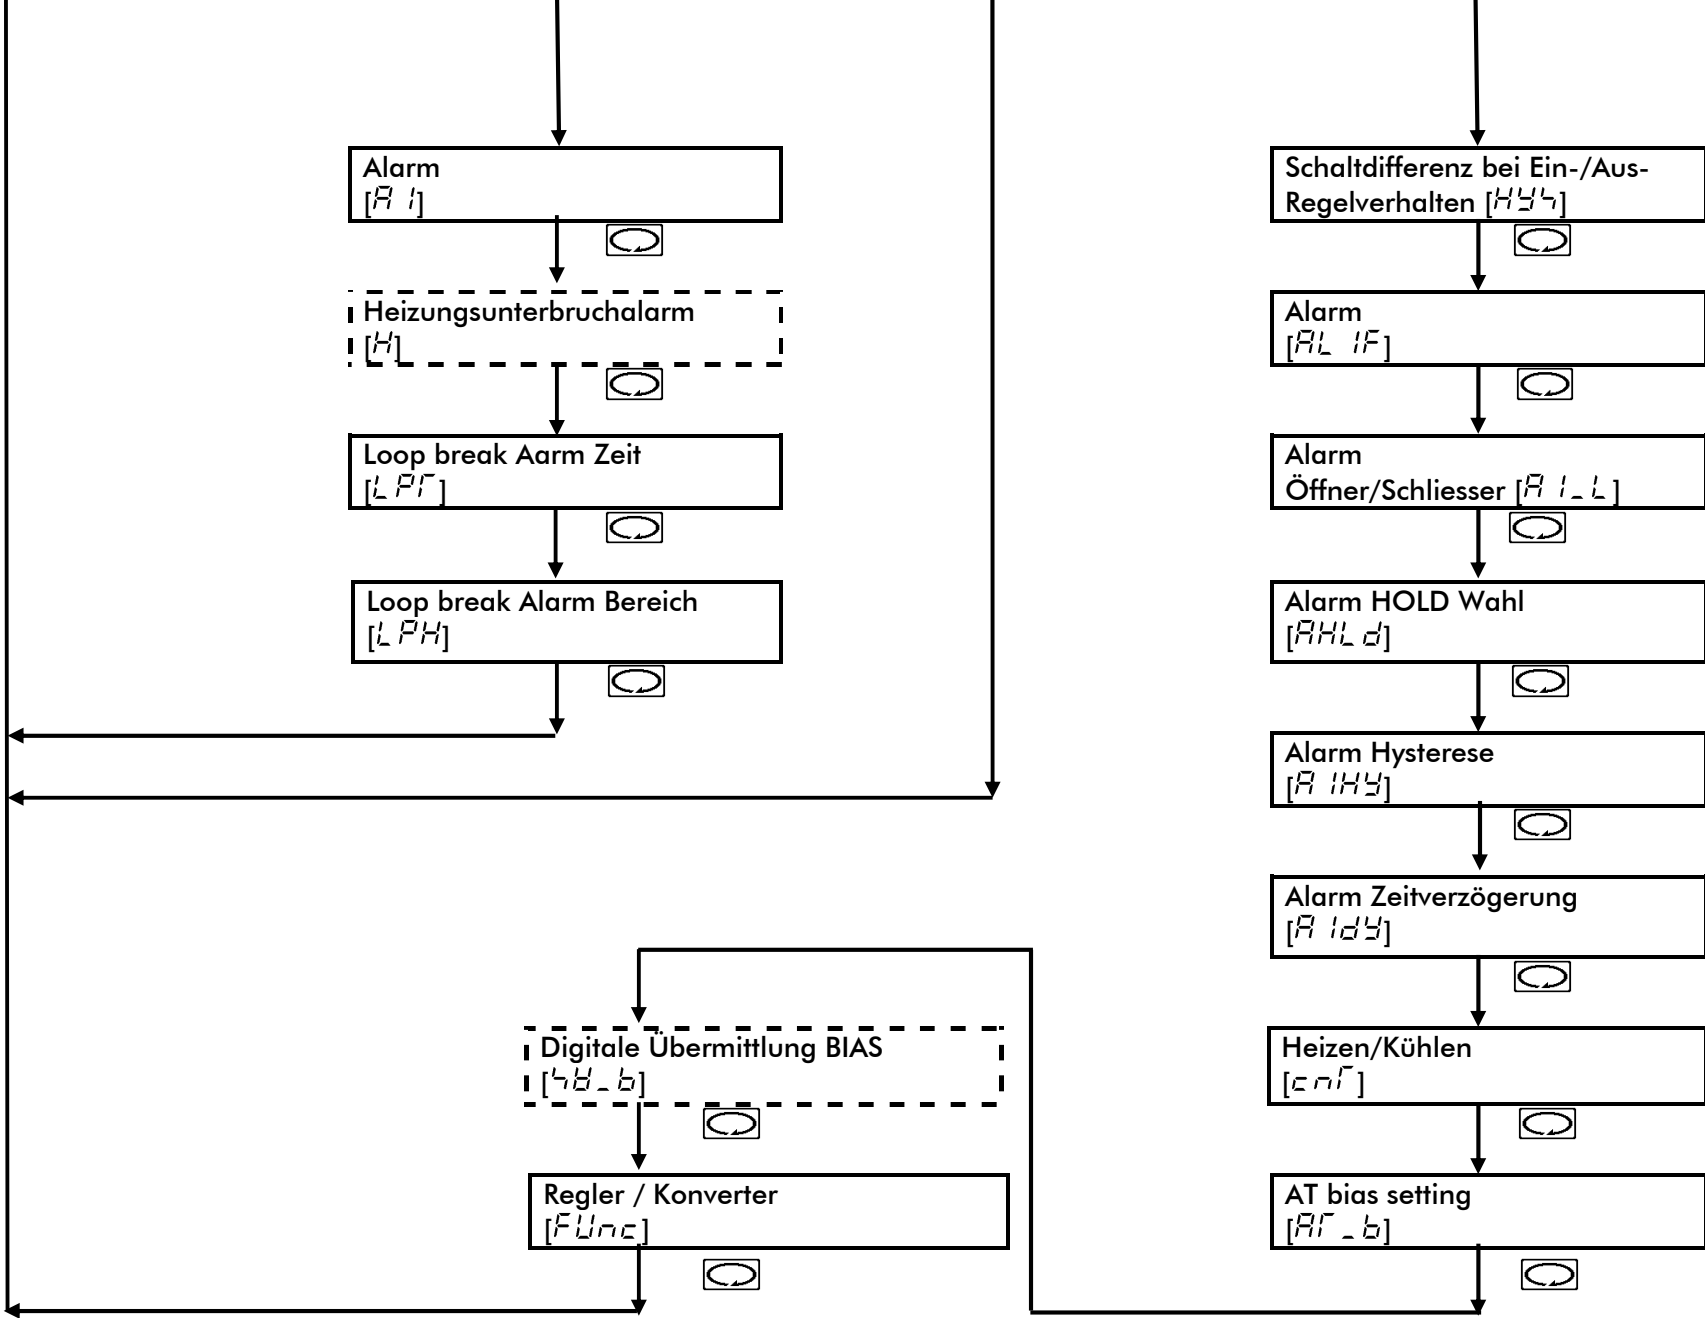 Alarm
[A 1]
Heizungsunterbruchalarm
[H]
Loop break Aarm Zeit
[LPT]
Loop break Alarm Bereich
[LPH]
Digitale Übermittlung BIAS
[SV_b]
Regler / Konverter
[FUnc]
Schaltdifferenz bei Ein-/Aus-
Regelverhalten [HYS]
Alarm
[AL 1F]
Alarm
Öffner/Schliesser [A 1_L]
Alarm HOLD Wahl
[AHLd]
Alarm Hysterese
[A 1HY]
Alarm Zeitverzögerung
[A 1dY]
Heizen/Kühlen
[cnT]
AT bias setting
[AT_b]